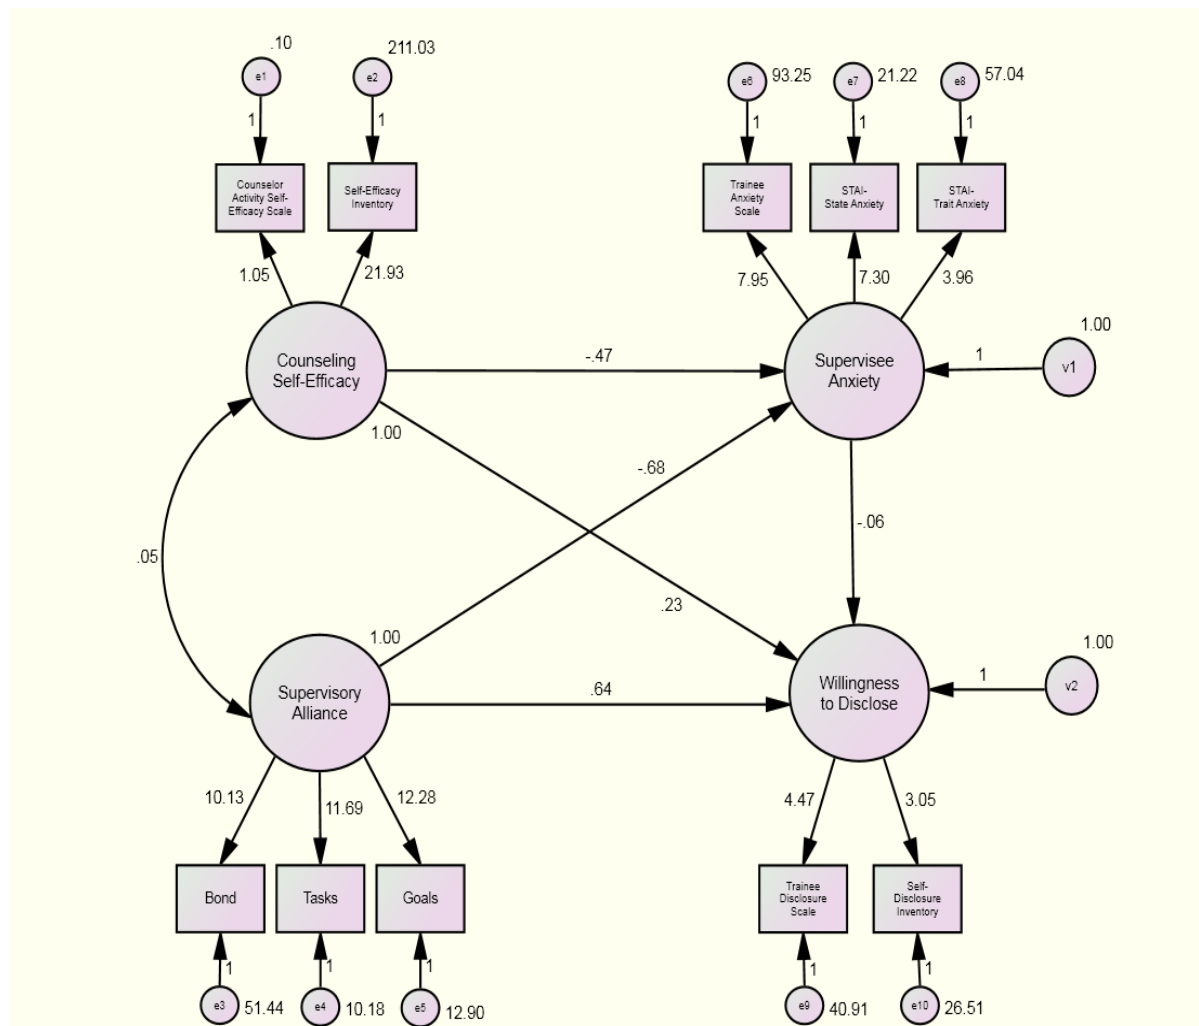 .10
211.03
e1
e2
1
1
Counselor
Activity Self-
Efficacy Scale
Self-Efficacy
Inventory
1.05
21.93
93.25
21.22
57.04
e6
e7
e8
1
1
1
Trainee
Anxiety
Scale
STAI-
State Anxiety
STAI-
Trait Anxiety
7.95
7.30
3.96
Counseling
Self-Efficacy
1.00
-.47
Supervisee
Anxiety
1.00
1
v1
-.68
-.06
.05
.23
1.00
Supervisory
Alliance
.64
Willingness
to Disclose
1.00
1
v2
10.13
11.69
12.28
4.47
3.05
Bond
Tasks
Goals
Trainee
Disclosure
Scale
Self-
Disclosure
Inventory
1
1
1
1
1
e3
51.44
e4
10.18
e5
12.90
e9
40.91
e10
26.51